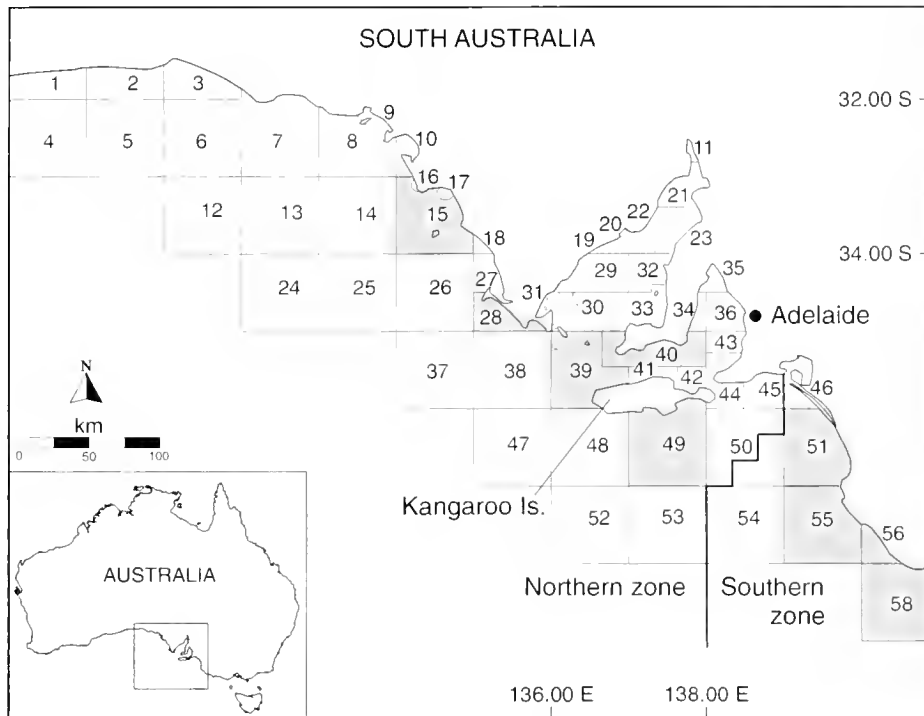 SOUTH AUSTRALIA
1 2 3
32.00 S
9
4 5 6 7 8 10
11
16 17
21
12 13 14 15 22
20
23
18 19
34.00 S
29 32 35
27
24 25 26 31
28 30 33 34 36
Adelaide
43
40
37 38 39 41 42
44 45 46
N
km
0 50 100
47 48 49 50 51
Kangaroo Is.
52 53 54 55 56
AUSTRALIA
Northern zone
Southern
zone
58
136.00 E 138.00 E